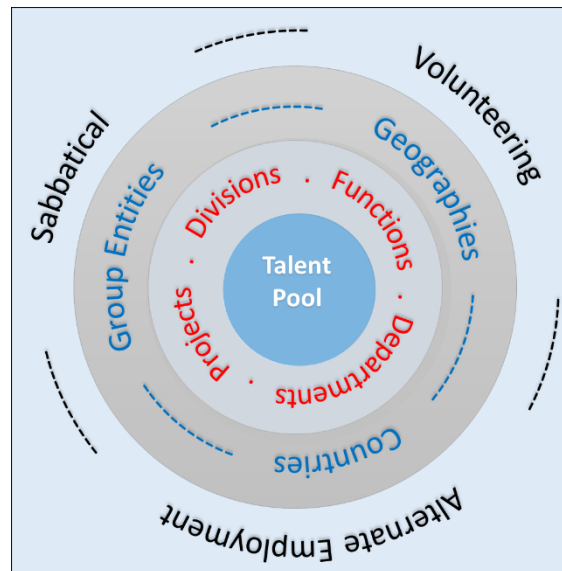 Sabbatical
Volunteering
Alternate Employment
Group Entities
Geographies
Countries
Divisions · Functions · Departments · Projects ·
Talent
Pool